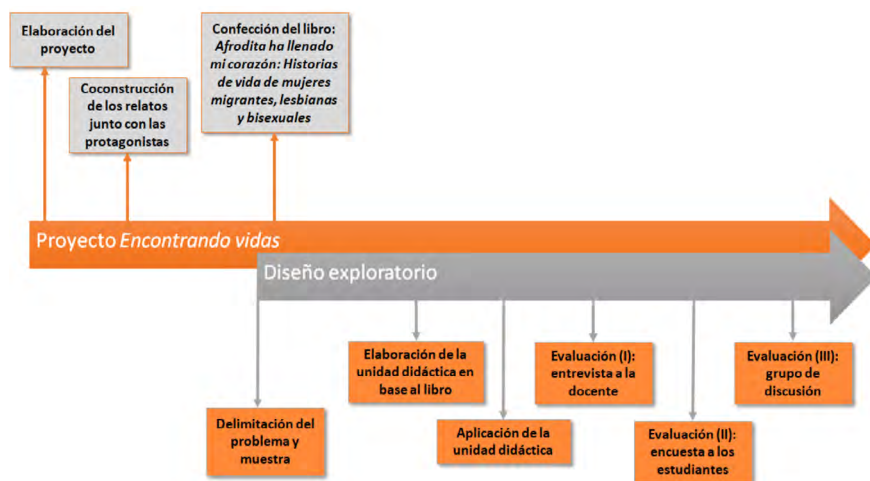 Elaboración del
proyecto
Coconstrucción
de los relatos
junto con las
protagonistas
Confección del libro:
Afrodita ha llenado
mi corazón: Historias
de vida de mujeres
migrantes, lesbianas
y bisexuales
Proyecto Encontrando vidas
Diseño exploratorio
Delimitación del
problema y
muestra
Elaboración de la
unidad didáctica en
base al libro
Aplicación de la
unidad didáctica
Evaluación (I):
entrevista a la
docente
Evaluación (II):
encuesta a los
estudiantes
Evaluación (III):
grupo de
discusión